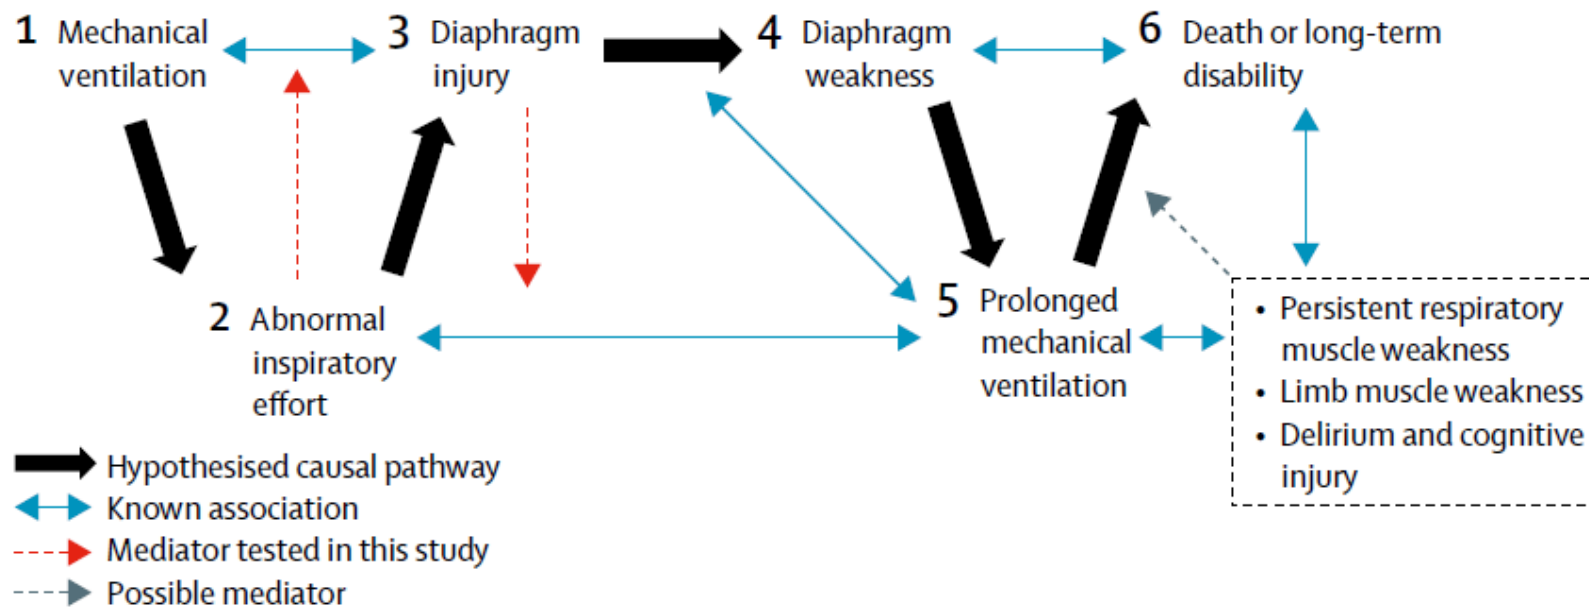 1 Mechanical
ventilation
3 Diaphragm
injury
4 Diaphragm
weakness
6 Death or long-term
disability
2 Abnormal
inspiratory
effort
5 Prolonged
mechanical
ventilation
• Persistent respiratory
muscle weakness
• Limb muscle weakness
• Delirium and cognitive
injury
Hypothesised causal pathway
Known association
Mediator tested in this study
Possible mediator